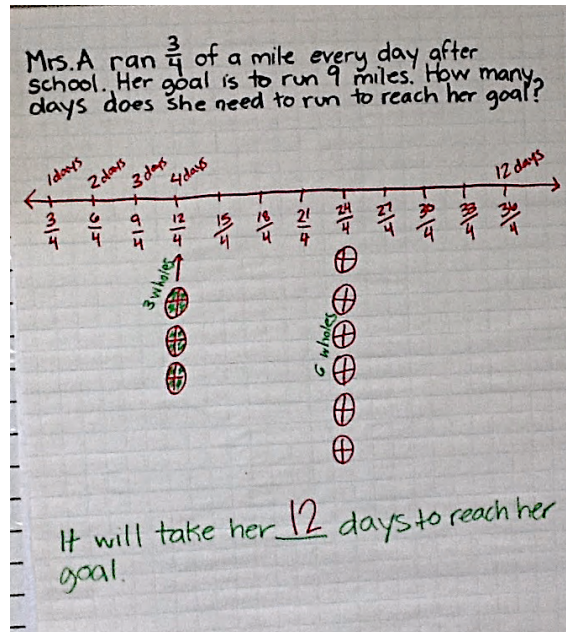 Mrs. A ran 3/4 of a mile every day after
school. Her goal is to run 9 miles. How many
days does she need to run to reach her goal?
1 days 2 days 3 days 4 days 12 days
3/4 6/4 9/4 12/4 15/4 18/4 21/4 24/4 27/4 30/4 33/4 36/4
3 wholes
6 wholes
It will take her 12 days to reach her
goal.